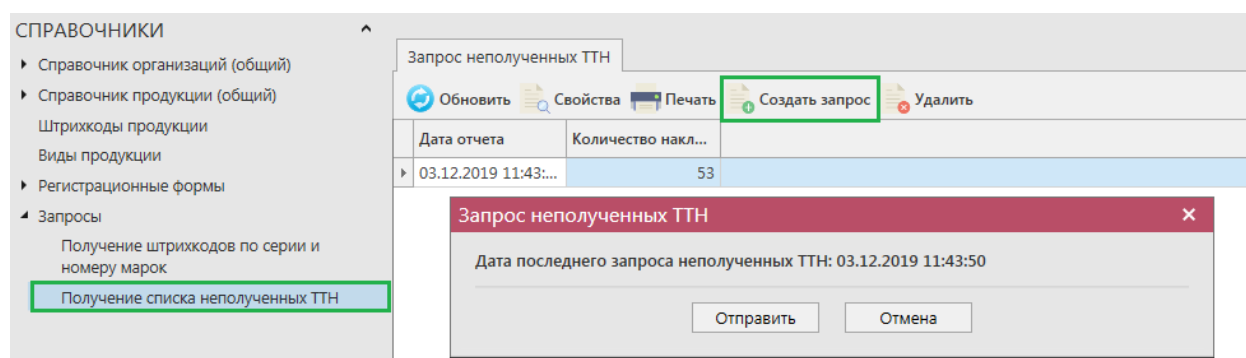 СПРАВОЧНИКИ
Справочник организаций (общий)
Справочник продукции (общий)
Штрихкоды продукции
Виды продукции
Регистрационные формы
Запросы
Получение штрихкодов по серии и
номеру марок
Получение списка неполученных ТТН
Запрос неполученных ТТН
Обновить Свойства Печать Создать запрос Удалить
Дата отчета Количество накл...
03.12.2019 11:43:... 53
Запрос неполученных ТТН
Дата последнего запроса неполученных ТТН: 03.12.2019 11:43:50
Отправить Отмена